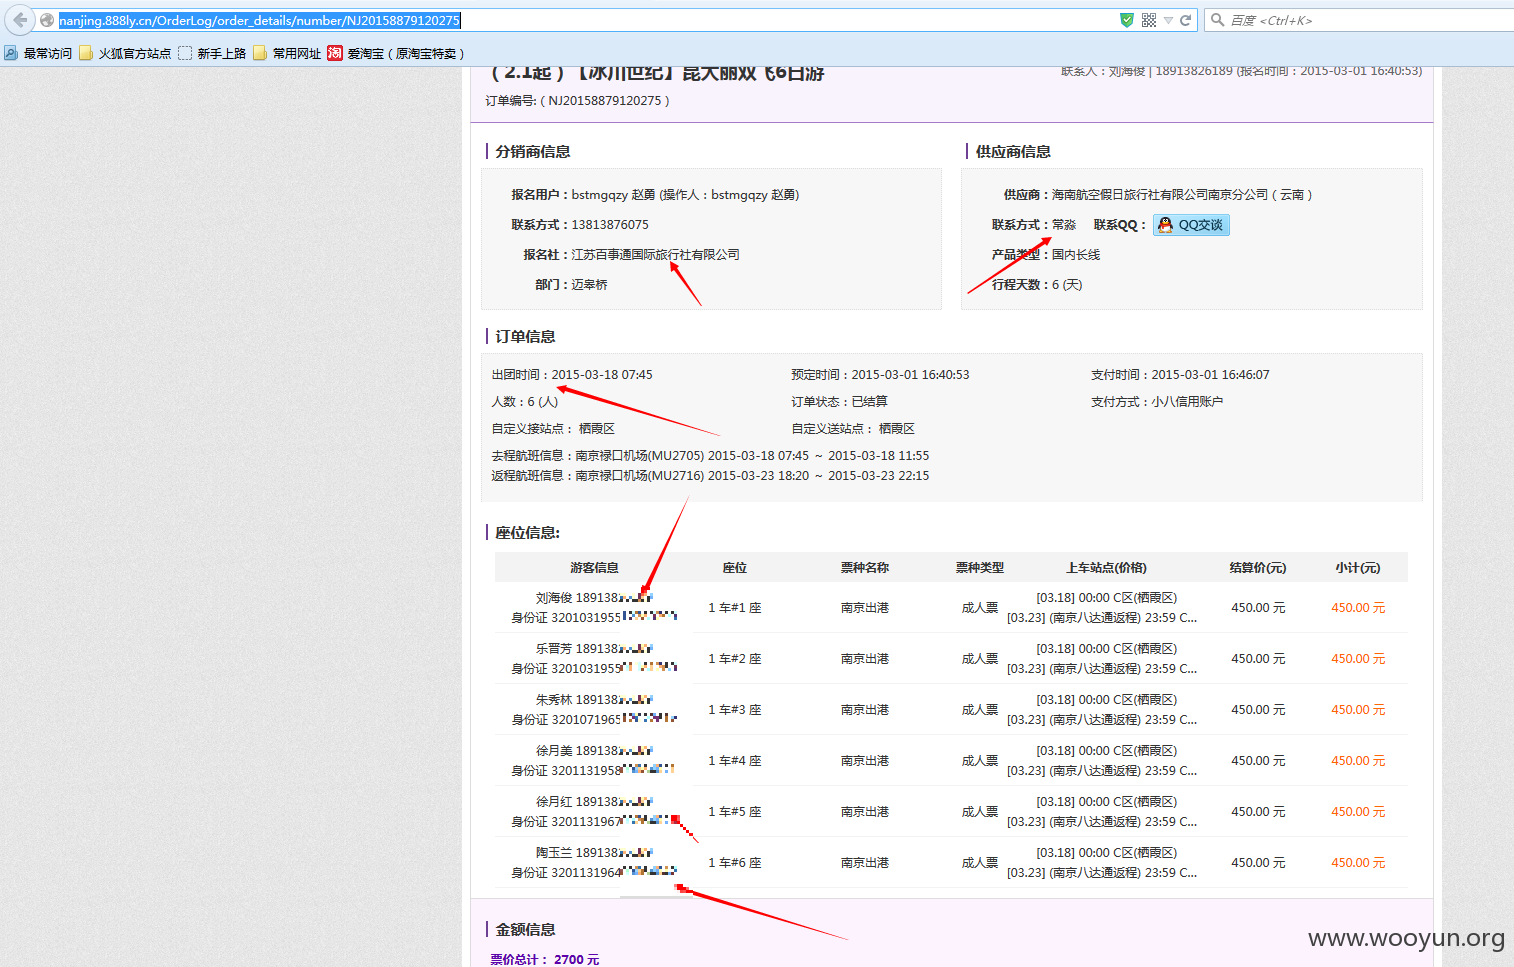 nanjing.888ly.cn/OrderLog/order_details/number/NJ20158879120275
百度 <Ctrl+K>
最常访问 火狐官方站点 新手上路 常用网址 淘 爱淘宝（原淘宝特卖）
（2.1起）【冰川世纪】昆大丽双飞6日游
联系人：刘海俊 | 18913826189 (报名时间：2015-03-01 16:40:53)
订单编号:（NJ20158879120275）
分销商信息
报名用户：bstmgqzy 赵勇 (操作人：bstmgqzy 赵勇)
联系方式：13813876075
报名社：江苏百事通国际旅行社有限公司
部门：迈皋桥
供应商信息
供应商：海南航空假日旅行社有限公司南京分公司（云南）
联系方式：常淼 联系QQ： QQ交谈
产品类型：国内长线
行程天数：6 (天)
订单信息
出团时间：2015-03-18 07:45 预定时间：2015-03-01 16:40:53 支付时间：2015-03-01 16:46:07
人数：6 (人) 订单状态：已结算 支付方式：小八信用账户
自定义接站点： 栖霞区 自定义送站点： 栖霞区
去程航班信息：南京禄口机场(MU2705) 2015-03-18 07:45 ~ 2015-03-18 11:55
返程航班信息：南京禄口机场(MU2716) 2015-03-23 18:20 ~ 2015-03-23 22:15
座位信息:
游客信息 座位 票种名称 票种类型 上车站点(价格) 结算价(元) 小计(元)
刘海俊 189138 [03.18] 00:00 C区(栖霞区)
1 车#1 座 南京出港 成人票 450.00 元 450.00 元
身份证 3201031955 [03.23] (南京八达通返程) 23:59 C...
乐晋芳 189138 [03.18] 00:00 C区(栖霞区)
1 车#2 座 南京出港 成人票 450.00 元 450.00 元
身份证 3201031955 [03.23] (南京八达通返程) 23:59 C...
朱秀林 189138 [03.18] 00:00 C区(栖霞区)
1 车#3 座 南京出港 成人票 450.00 元 450.00 元
身份证 3201071965 [03.23] (南京八达通返程) 23:59 C...
徐月美 189138 [03.18] 00:00 C区(栖霞区)
1 车#4 座 南京出港 成人票 450.00 元 450.00 元
身份证 3201131958 [03.23] (南京八达通返程) 23:59 C...
徐月红 189138 [03.18] 00:00 C区(栖霞区)
1 车#5 座 南京出港 成人票 450.00 元 450.00 元
身份证 3201131967 [03.23] (南京八达通返程) 23:59 C...
陶玉兰 189138 [03.18] 00:00 C区(栖霞区)
1 车#6 座 南京出港 成人票 450.00 元 450.00 元
身份证 3201131964 [03.23] (南京八达通返程) 23:59 C...
金额信息
票价总计： 2700 元
www.wooyun.org